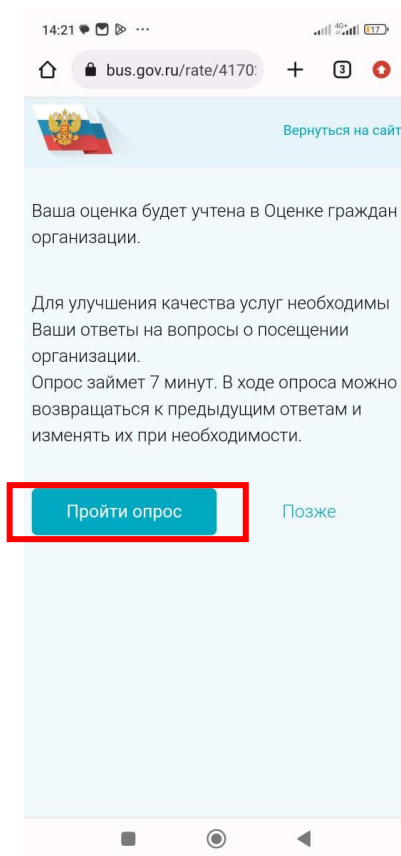 14:21
4G+
17
bus.gov.ru/rate/4170
3
Вернуться на сайт
Ваша оценка будет учтена в Оценке граждан
организации.
Для улучшения качества услуг необходимы
Ваши ответы на вопросы о посещении
организации.
Опрос займет 7 минут. В ходе опроса можно
возвращаться к предыдущим ответам и
изменять их при необходимости.
Пройти опрос
Позже